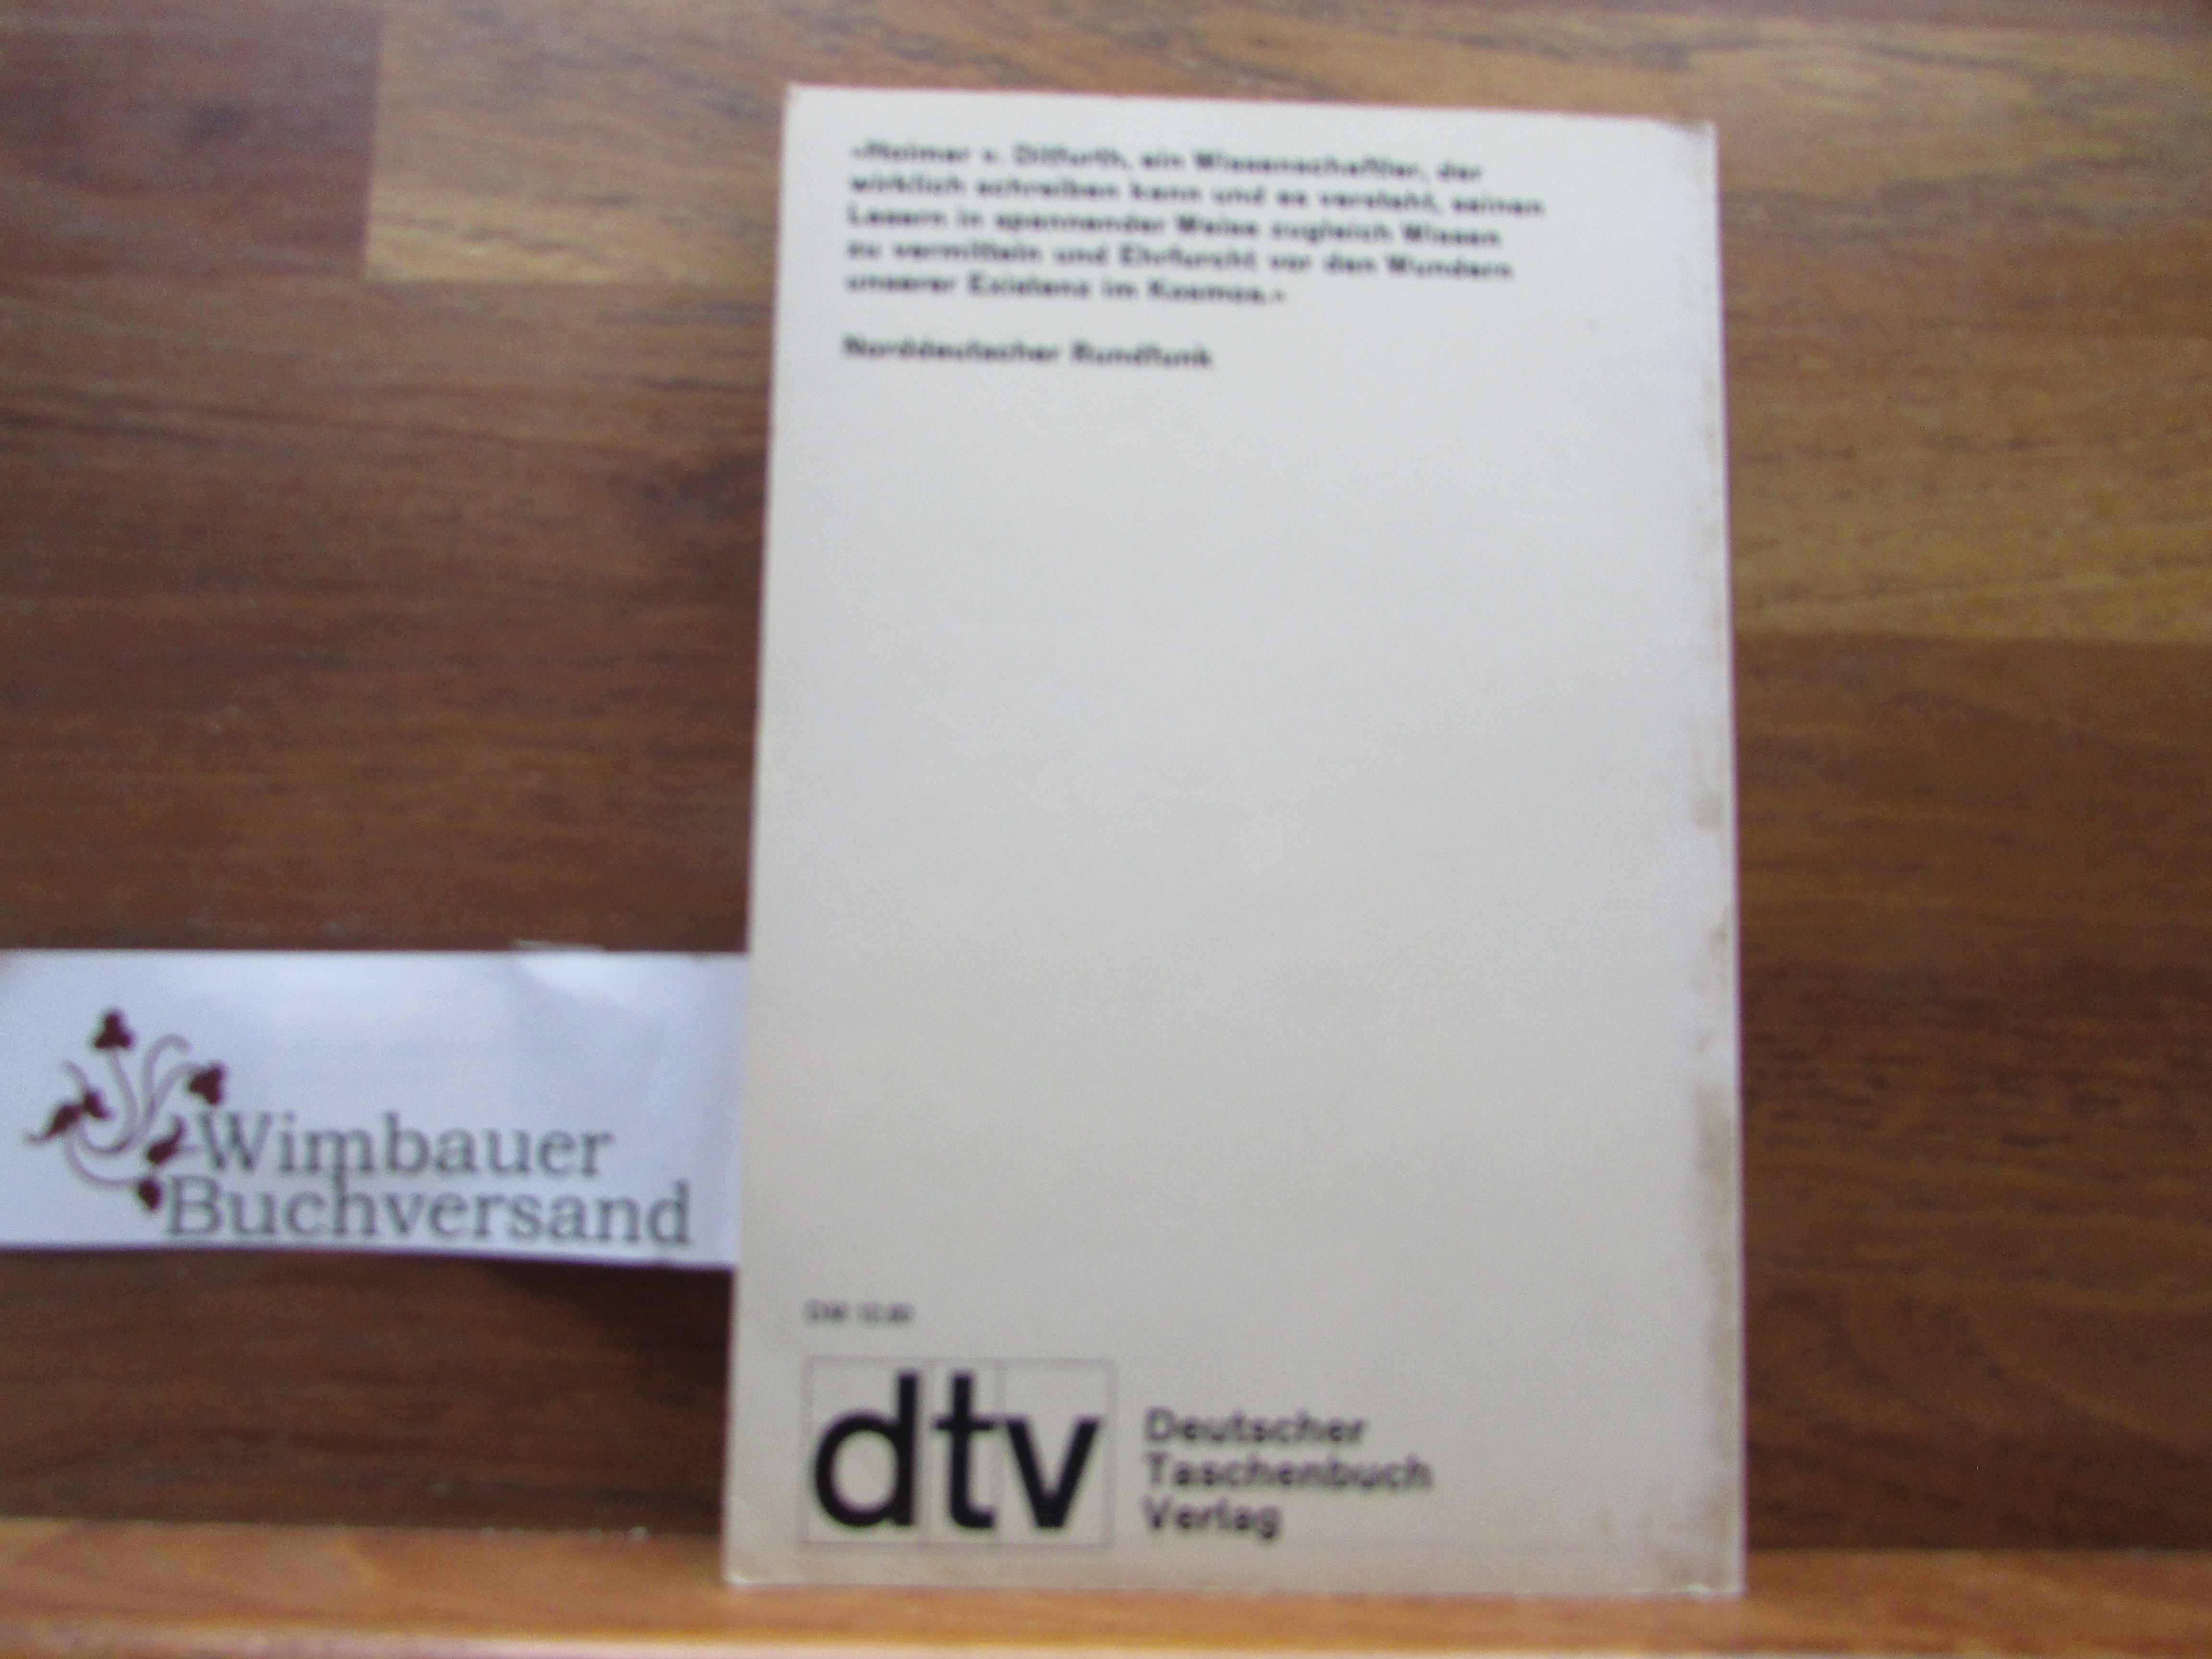 «Hoimar v. Ditfurth, ein Wissenschaftler, der
wirklich schreiben kann und es versteht, seinen
Lesern in spannender Weise zugleich Wissen
zu vermitteln und Ehrfurcht vor den Wundern
unserer Existenz im Kosmos.»
Norddeutscher Rundfunk
Wimbauer
Buchversand
DM
dtv
Deutscher
Taschenbuch
Verlag